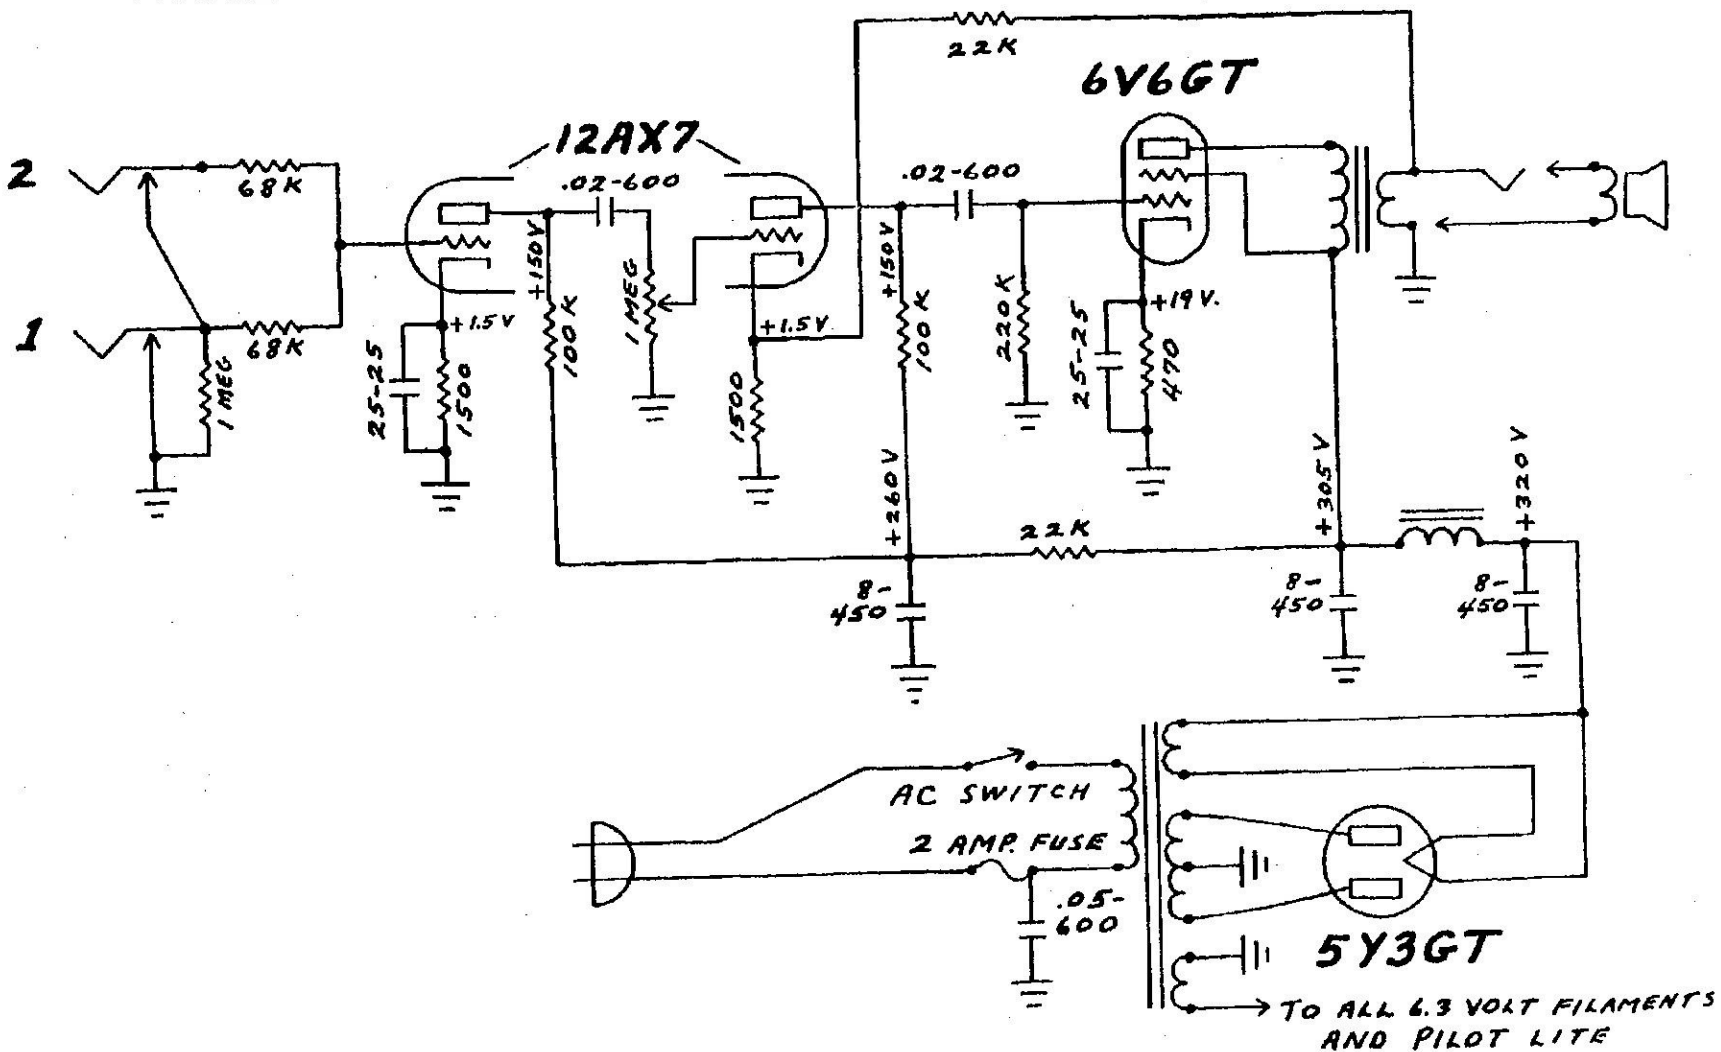 22K
6V6GT
12AX7
2
68K
.02-600
.02-600
+150V
1 MEG
+150V
1
68K
+1.5V
+1.5V
+19V.
100K
100K
220K
25-25
470
1 MEG
25-25
1500
1500
+260V
+305V
+320V
22K
8-
450
8-
450
8-
450
AC SWITCH
2 AMP. FUSE
.05-
600
5Y3GT
TO ALL 6.3 VOLT FILAMENTS
AND PILOT LITE